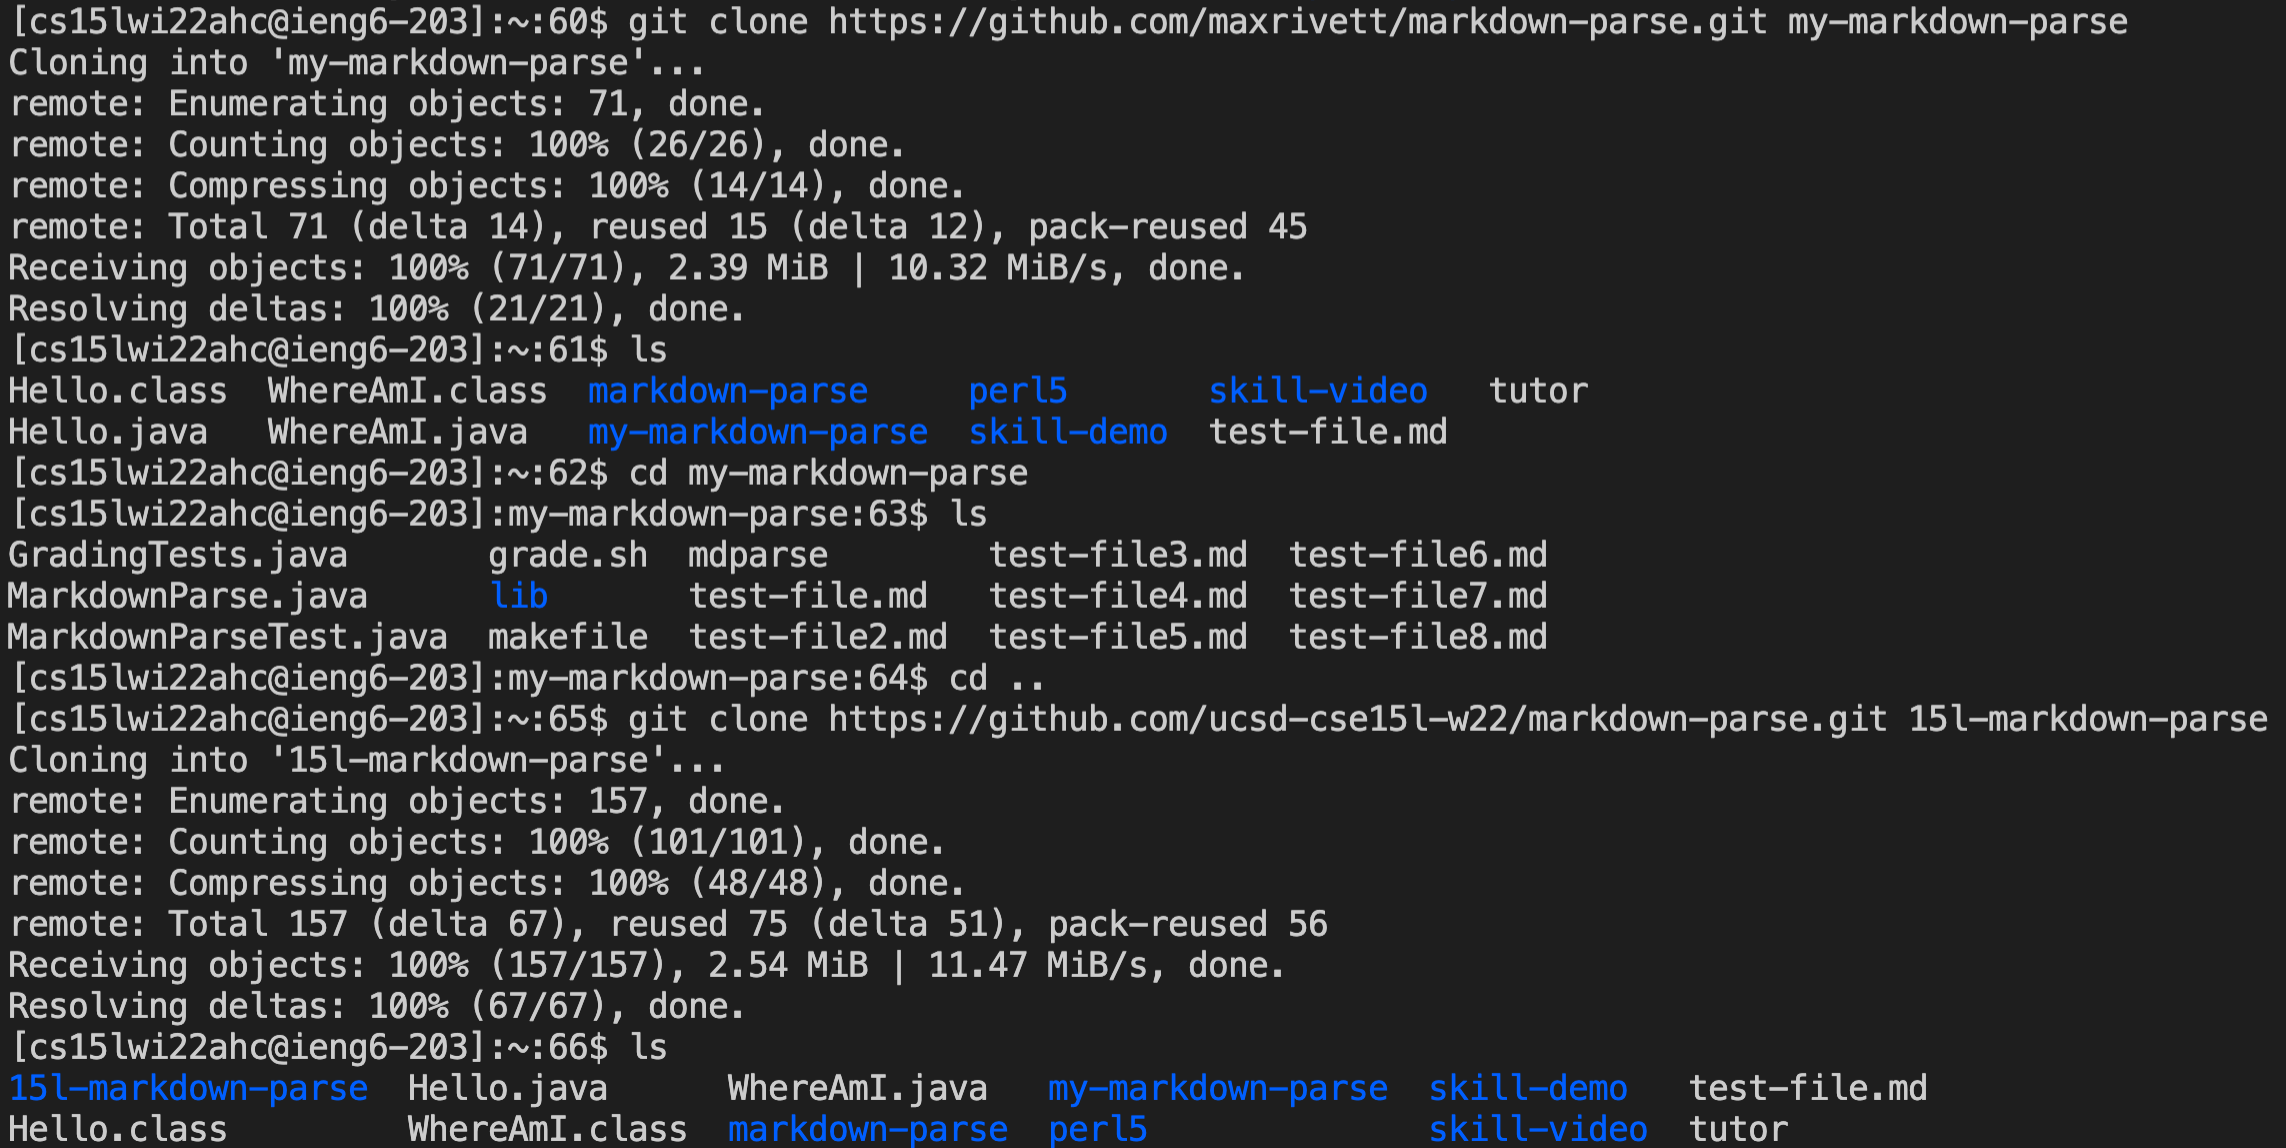 [cs15lwi22ahc@ieng6-203]:~:60$ git clone https://github.com/maxrivett/markdown-parse.git my-markdown-parse
Cloning into 'my-markdown-parse'...
remote: Enumerating objects: 71, done.
remote: Counting objects: 100% (26/26), done.
remote: Compressing objects: 100% (14/14), done.
remote: Total 71 (delta 14), reused 15 (delta 12), pack-reused 45
Receiving objects: 100% (71/71), 2.39 MiB | 10.32 MiB/s, done.
Resolving deltas: 100% (21/21), done.
[cs15lwi22ahc@ieng6-203]:~:61$ ls
Hello.class  WhereAmI.class  markdown-parse     perl5       skill-video   tutor
Hello.java   WhereAmI.java   my-markdown-parse  skill-demo  test-file.md
[cs15lwi22ahc@ieng6-203]:~:62$ cd my-markdown-parse
[cs15lwi22ahc@ieng6-203]:my-markdown-parse:63$ ls
GradingTests.java       grade.sh  mdparse        test-file3.md  test-file6.md
MarkdownParse.java      lib       test-file.md   test-file4.md  test-file7.md
MarkdownParseTest.java  makefile  test-file2.md  test-file5.md  test-file8.md
[cs15lwi22ahc@ieng6-203]:my-markdown-parse:64$ cd ..
[cs15lwi22ahc@ieng6-203]:~:65$ git clone https://github.com/ucsd-cse15l-w22/markdown-parse.git 15l-markdown-parse
Cloning into '15l-markdown-parse'...
remote: Enumerating objects: 157, done.
remote: Counting objects: 100% (101/101), done.
remote: Compressing objects: 100% (48/48), done.
remote: Total 157 (delta 67), reused 75 (delta 51), pack-reused 56
Receiving objects: 100% (157/157), 2.54 MiB | 11.47 MiB/s, done.
Resolving deltas: 100% (67/67), done.
[cs15lwi22ahc@ieng6-203]:~:66$ ls
15l-markdown-parse  Hello.java      WhereAmI.java   my-markdown-parse  skill-demo   test-file.md
Hello.class         WhereAmI.class  markdown-parse  perl5              skill-video  tutor